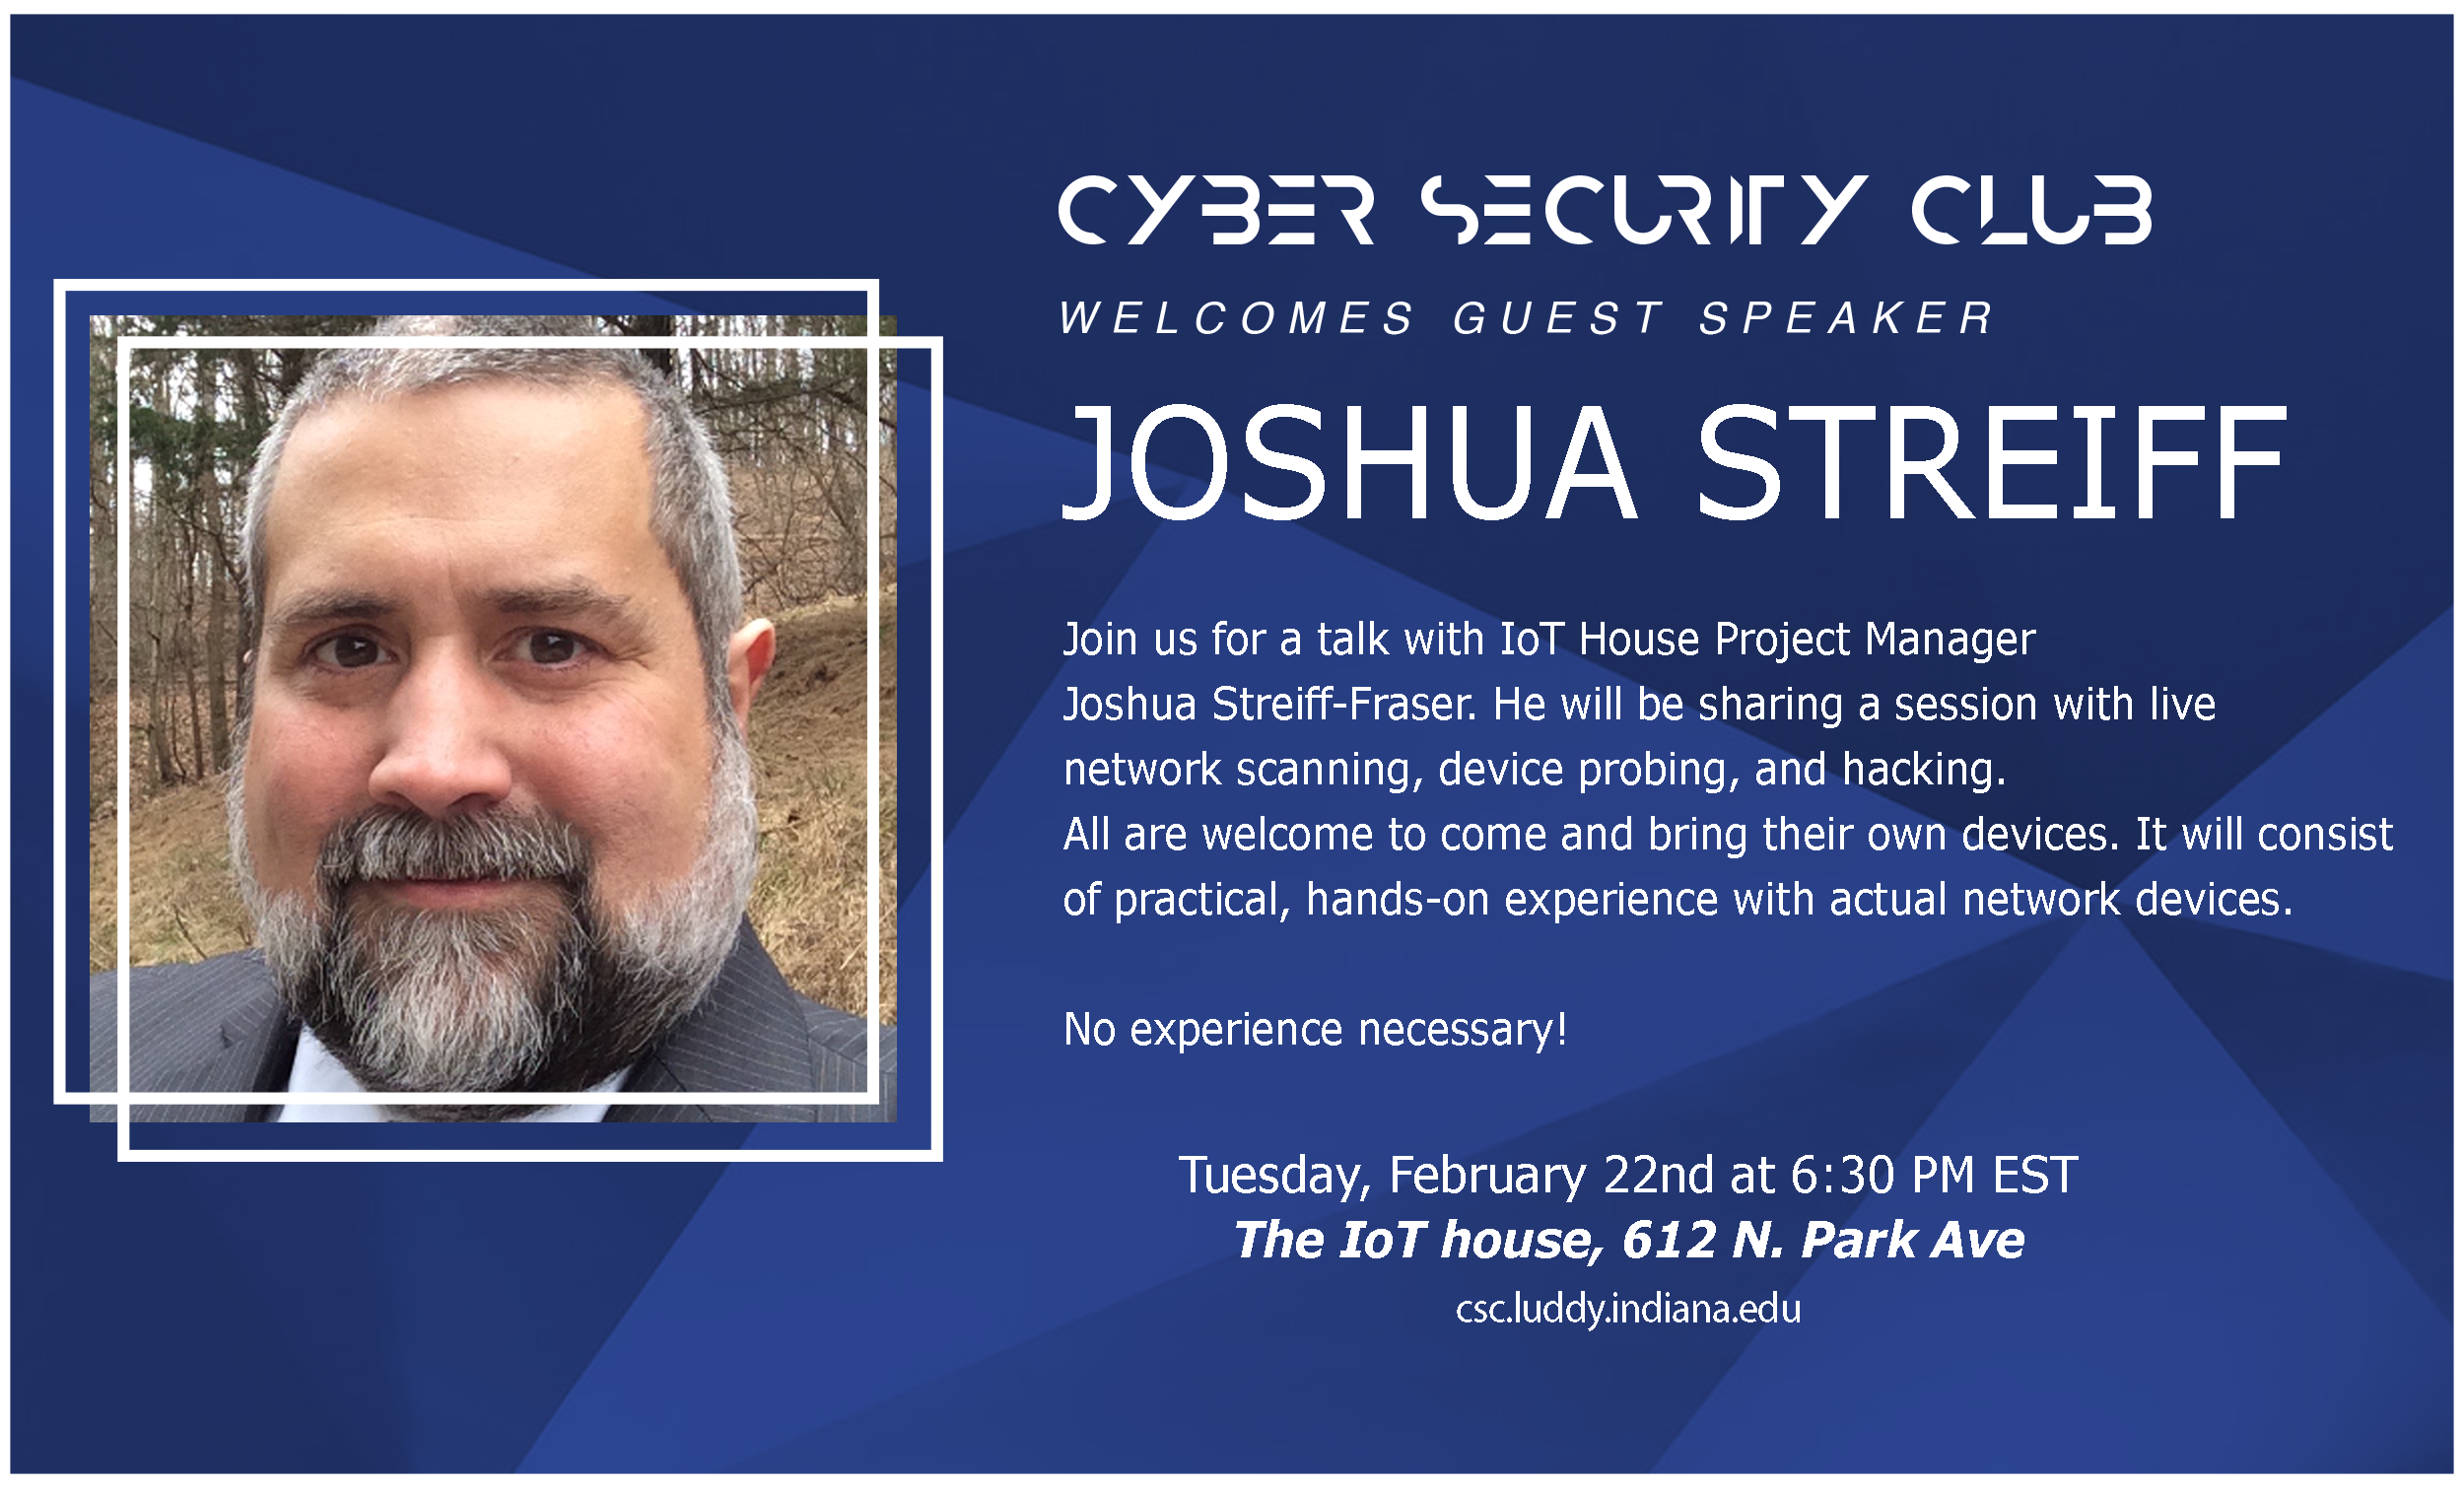 CYBER SECURITY CLUB
WELCOMES GUEST SPEAKER
JOSHUA STREIFF
Join us for a talk with IoT House Project Manager
Joshua Streiff-Fraser. He will be sharing a session with live
network scanning, device probing, and hacking.
All are welcome to come and bring their own devices. It will consist
of practical, hands-on experience with actual network devices.
No experience necessary!
Tuesday, February 22nd at 6:30 PM EST
The IoT house, 612 N. Park Ave
csc.luddy.indiana.edu